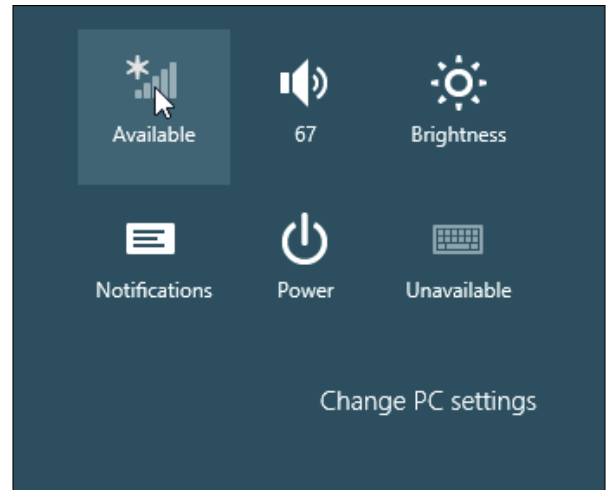 Available
67
Brightness
Notifications
Power
Unavailable
Change PC settings